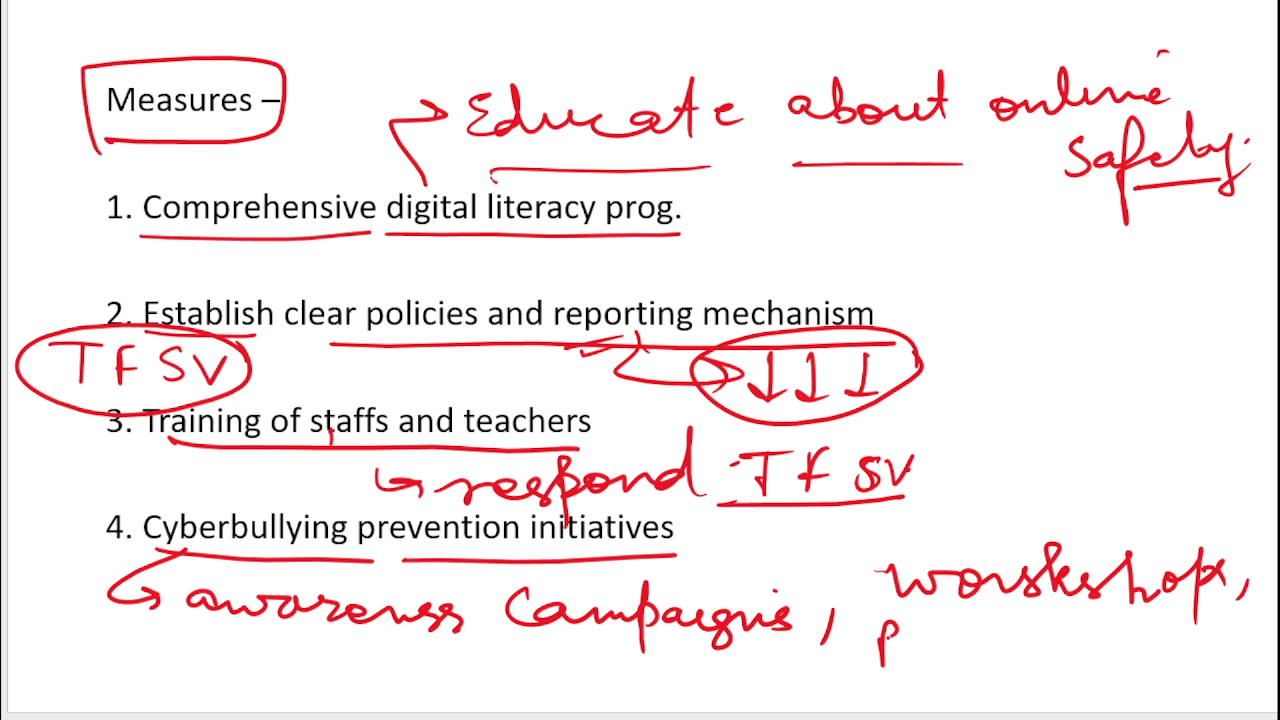 Measures –
Educate about online
safety.
1. Comprehensive digital literacy prog.
2. Establish clear policies and reporting mechanism
TFSV
3. Training of staffs and teachers
respond TFSV
4. Cyberbullying prevention initiatives
awareness campaigns, workshops,
P